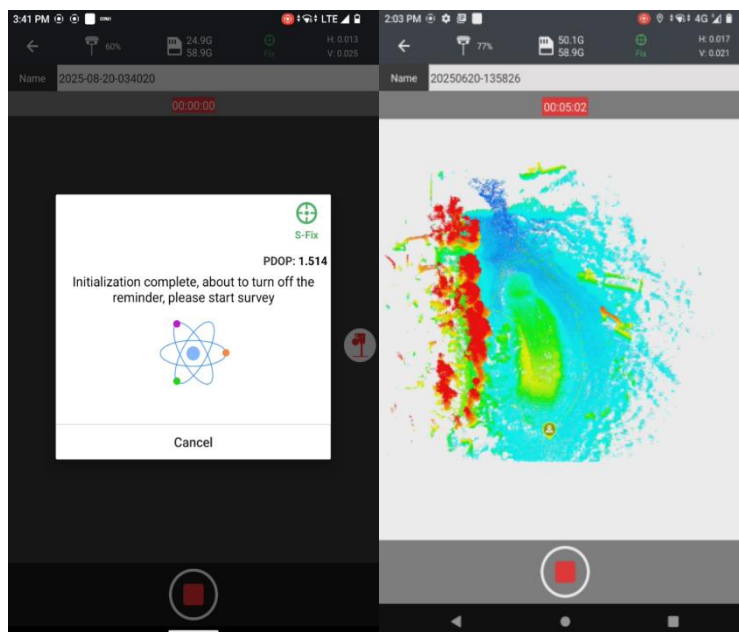 3:41 PM LTE
60% 24.9G 58.9G Fix H: 0.013 V: 0.025
Name 2025-08-20-034020
00:00:00
S-Fix
PDOP: 1.514
Initialization complete, about to turn off the
reminder, please start survey
Cancel
2:03 PM 4G
77% 50.1G 58.9G Fix H: 0.017 V: 0.021
Name 20250620-135826
00:05:02